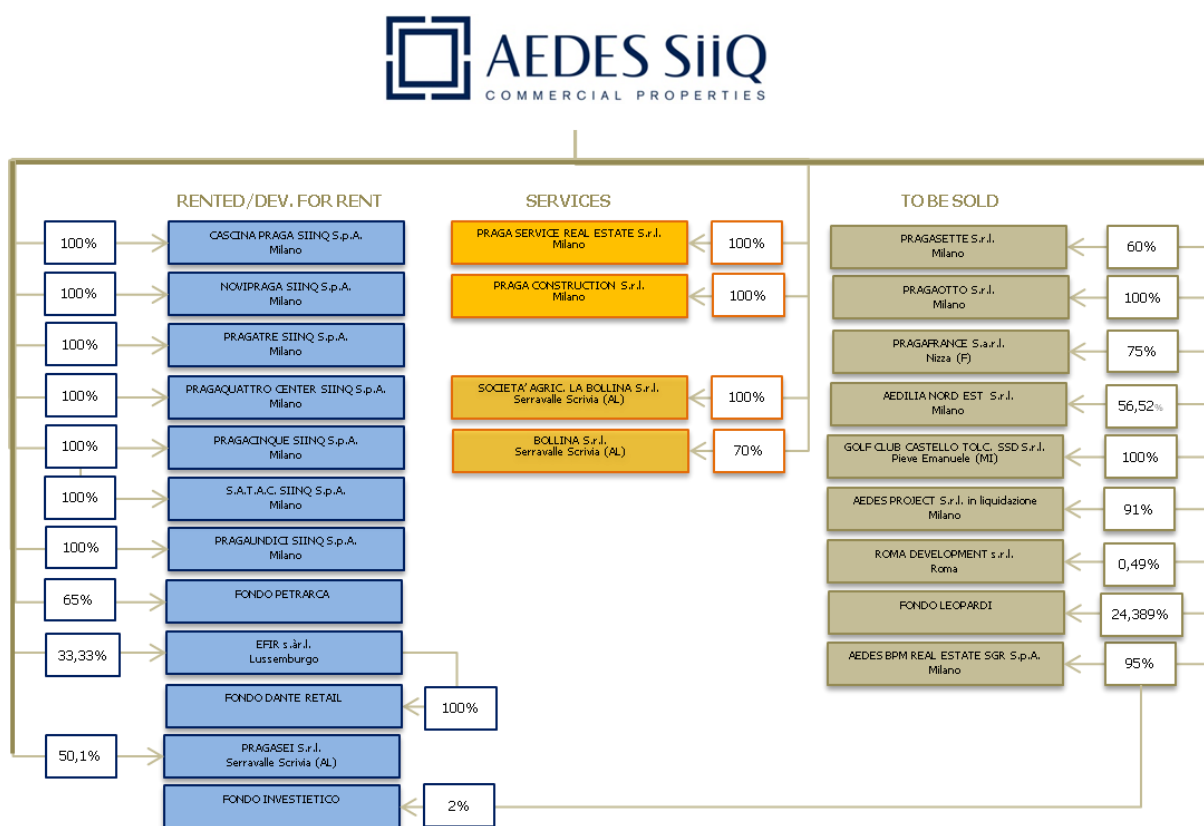 AEDES SiiQ
COMMERCIAL PROPERTIES
RENTED/DEV. FOR RENT
100%
CASCINA PRAGA SIINQ S.p.A.
Milano
100%
NOVIPRAGA SIINQ S.p.A.
Milano
100%
PRAGATRE SIINQ S.p.A.
Milano
100%
PRAGAQUATTRO CENTER SIINQ S.p.A.
Milano
100%
PRAGACINQUE SIINQ S.p.A.
Milano
100%
S.A.T.A.C. SIINQ S.p.A.
Milano
100%
PRAGAUNDICI SIINQ S.p.A.
Milano
65%
FONDO PETRARCA
33,33%
EFIR s.àr.l.
Lussemburgo
FONDO DANTE RETAIL
100%
50,1%
PRAGASEI S.r.l.
Serravalle Scrivia (AL)
FONDO INVESTIETICO
2%
SERVICES
PRAGA SERVICE REAL ESTATE S.r.l.
Milano
100%
PRAGA CONSTRUCTION S.r.l.
Milano
100%
SOCIETA' AGRIC. LA BOLLINA S.r.l.
Serravalle Scrivia (AL)
100%
BOLLINA S.r.l.
Serravalle Scrivia (AL)
70%
TO BE SOLD
PRAGASETTE S.r.l.
Milano
60%
PRAGAOTTO S.r.l.
Milano
100%
PRAGAFRANCE S.a.r.l.
Nizza (F)
75%
AEDILIA NORD EST S.r.l.
Milano
56,52%
GOLF CLUB CASTELLO TOLC. SSD S.r.l.
Pieve Emanuele (MI)
100%
AEDES PROJECT S.r.l. in liquidazione
Milano
91%
ROMA DEVELOPMENT s.r.l.
Roma
0,49%
FONDO LEOPARDI
24,389%
AEDES BPM REAL ESTATE SGR S.p.A.
Milano
95%